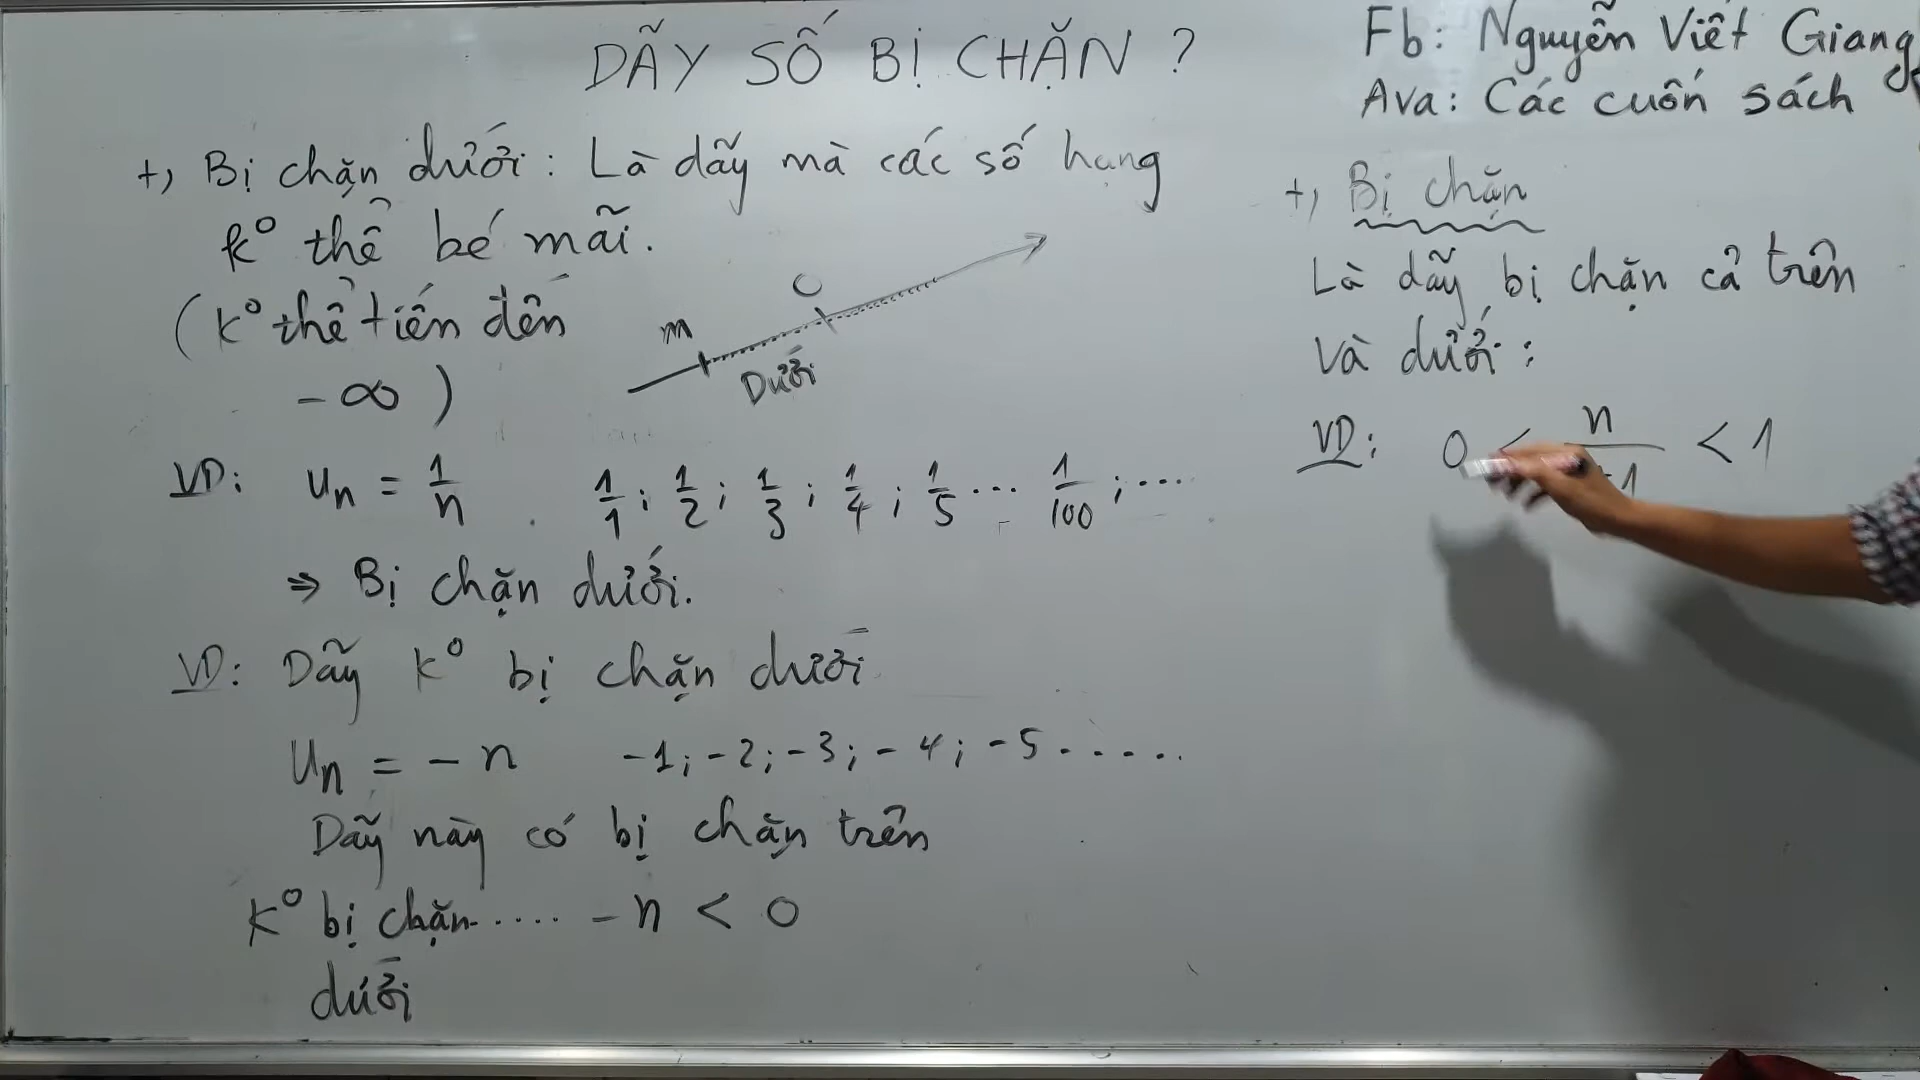 DÃY SỐ BỊ CHẶN ?
Fb: Nguyễn Viết Giang
Ava: Các cuốn sách
+, Bị chặn dưới: Là dãy mà các số hạng
k° thể bé mãi.
(k° thể tiến đến
-∞)
m
O
Dưới
VD: Un = 1/n 1/1; 1/2; 1/3; 1/4; 1/5 ... 1/100; ...
⇒ Bị chặn dưới.
VD: Dãy k° bị chặn dưới
Un = -n -1; -2; -3; -4; -5 ......
Dãy này có bị chặn trên
K° bị chặn ..... -n < 0
dưới
+, Bị chặn
Là dãy bị chặn cả trên
và dưới:
VD: 0 < n/+1 < 1